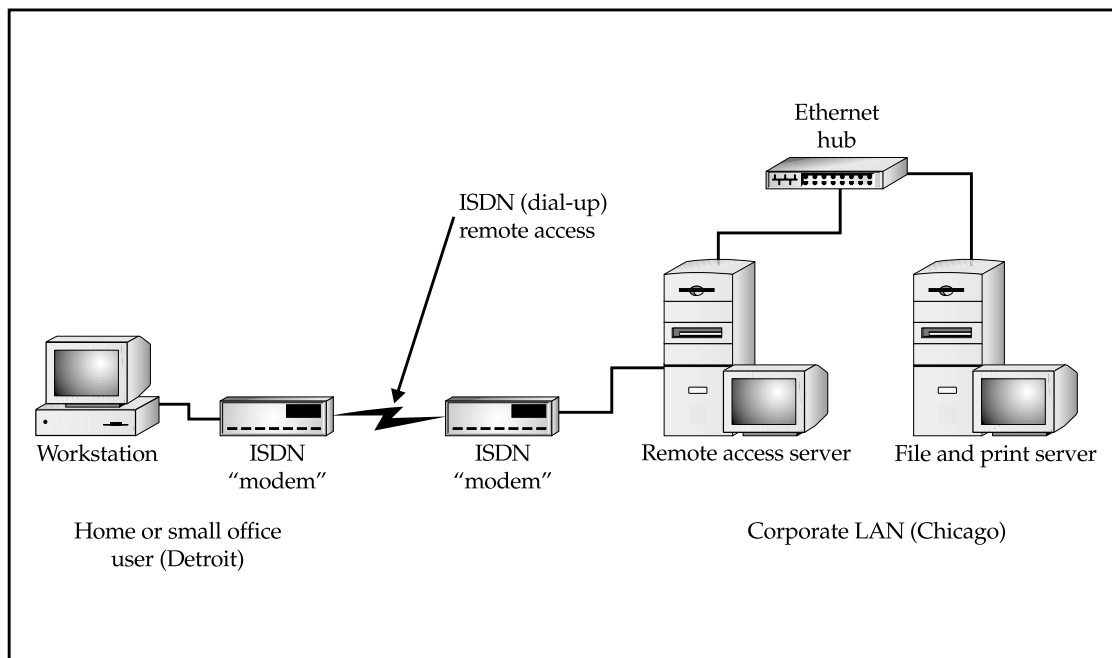 Ethernet
hub
ISDN (dial-up)
remote access
Workstation
ISDN
“modem”
ISDN
“modem”
Remote access server
File and print server
Home or small office
user (Detroit)
Corporate LAN (Chicago)